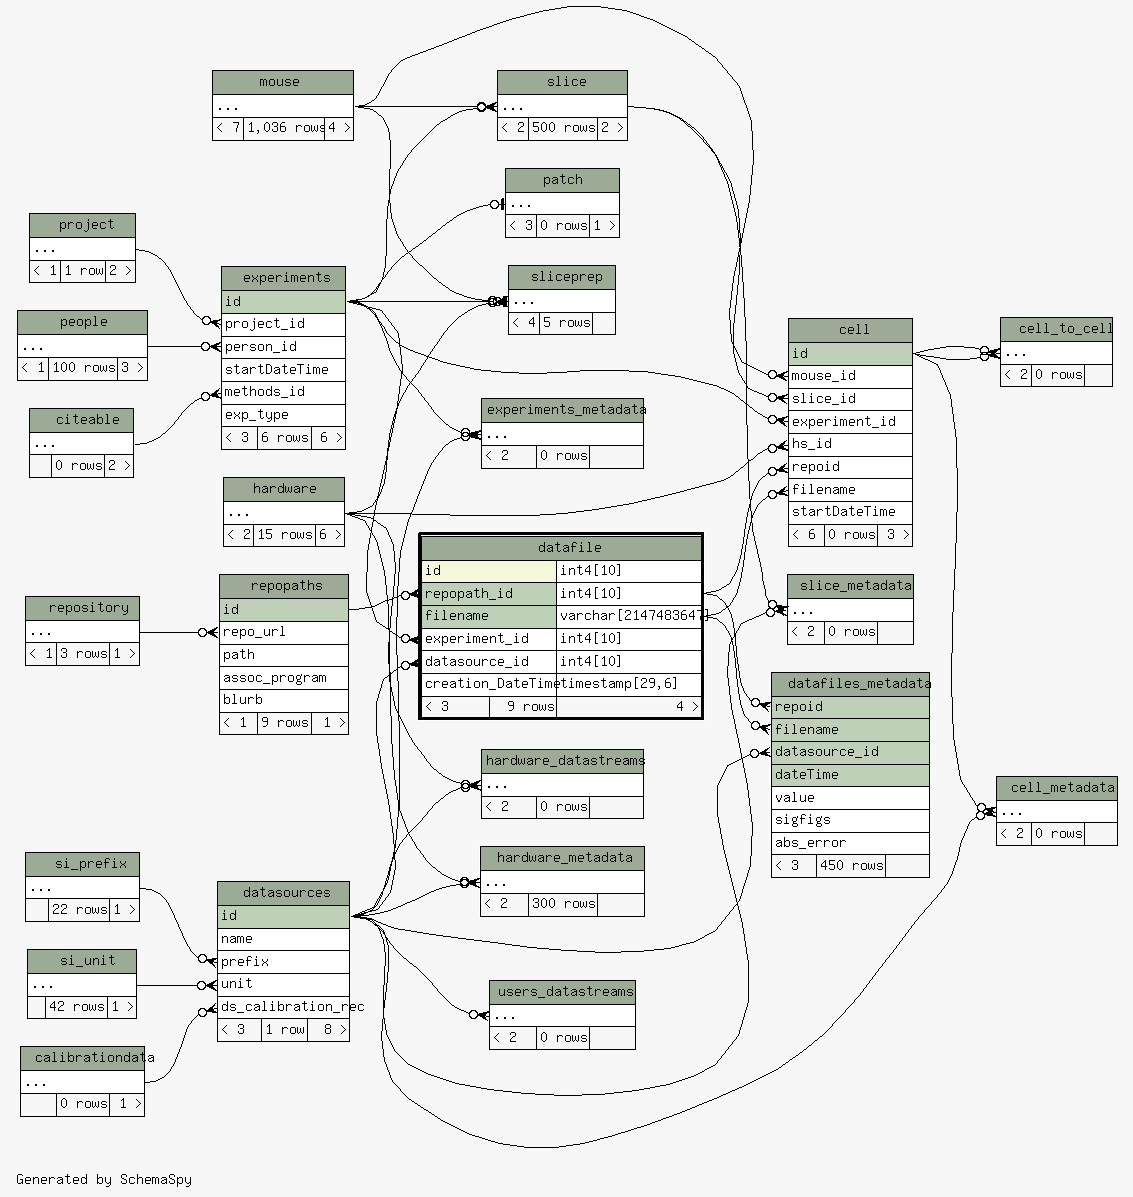 mouse
...
< 7 1,036 rows 4 >
slice
...
< 2 500 rows 2 >
patch
...
< 3 0 rows 1 >
project
...
< 1 1 row 2 >
experiments
id
project_id
person_id
startDateTime
methods_id
exp_type
< 3 6 rows 6 >
sliceprep
...
< 4 5 rows
people
...
< 1 100 rows 3 >
cell
id
mouse_id
slice_id
experiment_id
hs_id
repoid
filename
startDateTime
< 6 0 rows 3 >
cell_to_cell
...
< 2 0 rows
citeable
...
0 rows 2 >
experiments_metadata
...
< 2 0 rows
hardware
...
< 2 15 rows 6 >
datafile
id int4[10]
repopath_id int4[10]
filename varchar[2147483647]
experiment_id int4[10]
datasource_id int4[10]
creation_DateTime timestamp[29,6]
< 3 9 rows 4 >
repopaths
id
repo_url
path
assoc_program
blurb
< 1 9 rows 1 >
repository
...
< 1 3 rows 1 >
slice_metadata
...
< 2 0 rows
datafiles_metadata
repoid
filename
datasource_id
dateTime
value
sigfigs
abs_error
< 3 450 rows
hardware_datastreams
...
< 2 0 rows
cell_metadata
...
< 2 0 rows
hardware_metadata
...
< 2 300 rows
si_prefix
...
22 rows 1 >
datasources
id
name
prefix
unit
ds_calibration_rec
< 3 1 row 8 >
si_unit
...
42 rows 1 >
users_datastreams
...
< 2 0 rows
calibrationdata
...
0 rows 1 >
Generated by SchemaSpy